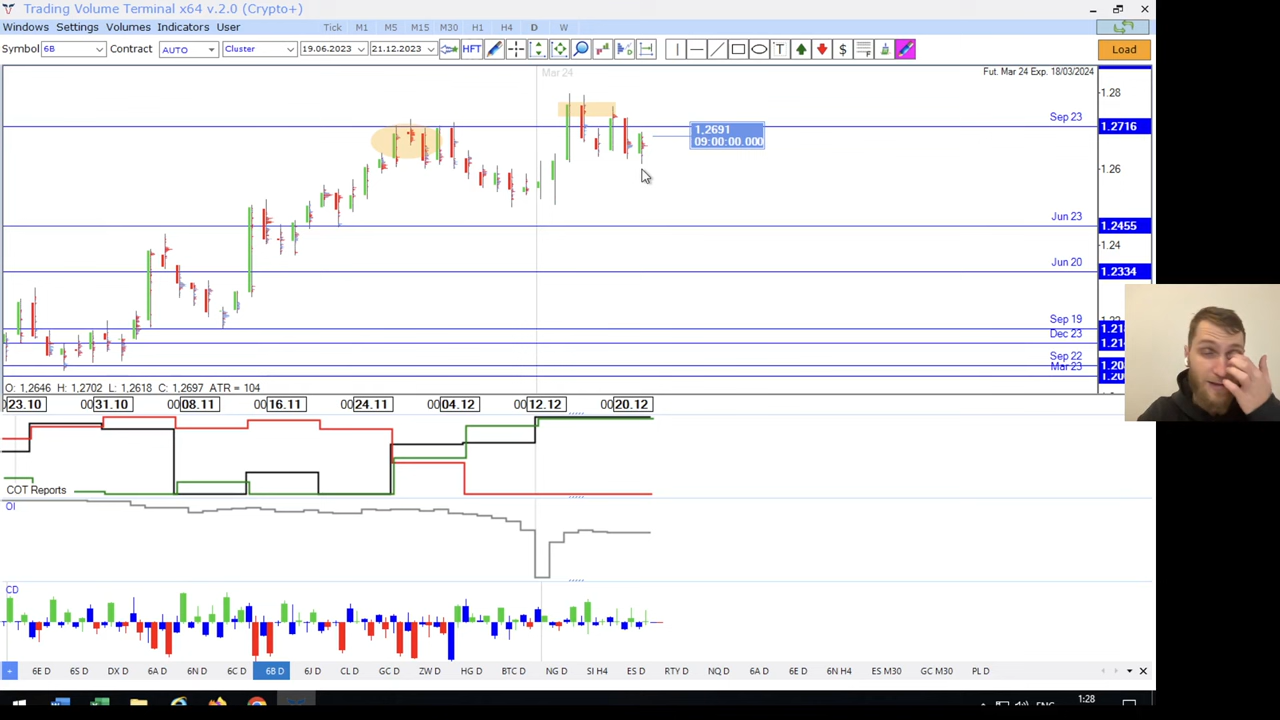 Trading Volume Terminal x64 v.2.0 (Crypto+)
Windows Settings Volumes Indicators User
Tick M1 M5 M15 M30 H1 H4 D W
Symbol 6B Contract AUTO Cluster 19.06.2023 21.12.2023 HFT T $ Load
Mar 24
Fut. Mar 24 Exp. 18/03/2024
1.28
Sep 23
1.2716
1,2691
09:00:00.000
1.26
Jun 23
1.2455
1.24
Jun 20
1.2334
Sep 19
Dec 23
Sep 22
Mar 23
O: 1,2646 H: 1,2702 L: 1,2618 C: 1,2697 ATR = 104
23.10 00 31.10 00 08.11 00 16.11 00 24.11 00 04.12 00 12.12 00 20.12
COT Reports
OI
CD
+ 6E D 6S D DX D 6A D 6N D 6C D 6B D 6J D CL D GC D ZW D HG D BTC D NG D SI H4 ES D RTY D NQ D 6A D 6E D 6N H4 ES M30 GC M30 PL D
1:28